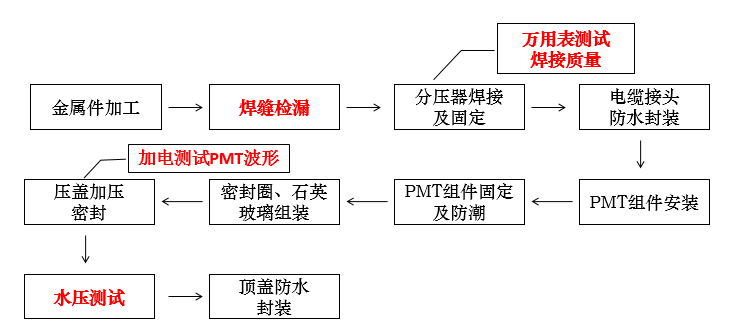 万用表测试
焊接质量
金属件加工
焊缝检漏
分压器焊接
及固定
电缆接头
防水封装
加电测试PMT波形
压盖加压
密封
密封圈、石英
玻璃组装
PMT组件固定
及防潮
PMT组件安装
水压测试
顶盖防水
封装